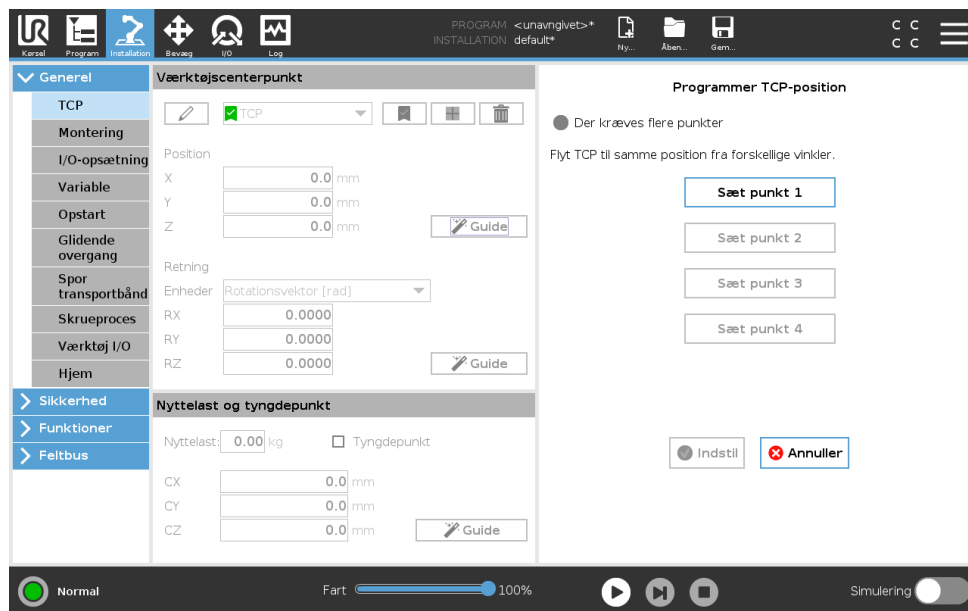 PROGRAM <unavngivet>*
INSTALLATION default*
C C
C C
Kørsel Program Installation Bevæg I/O Log Ny... Åben... Gem...
Generel
TCP
Montering
I/O-opsætning
Variable
Opstart
Glidende
overgang
Spor
transportbånd
Skrueproces
Værktøj I/O
Hjem
Sikkerhed
Funktioner
Feltbus
Værktøjscenterpunkt
TCP
Position
X 0.0 mm
Y 0.0 mm
Z 0.0 mm Guide
Retning
Enheder Rotationsvektor [rad]
RX 0.0000
RY 0.0000
RZ 0.0000 Guide
Nyttelast og tyngdepunkt
Nyttelast: 0.00 kg Tyngdepunkt
CX 0.0 mm
CY 0.0 mm
CZ 0.0 mm Guide
Programmer TCP-position
Der kræves flere punkter
Flyt TCP til samme position fra forskellige vinkler.
Sæt punkt 1
Sæt punkt 2
Sæt punkt 3
Sæt punkt 4
Indstil Annuller
Normal Fart 100% Simulering